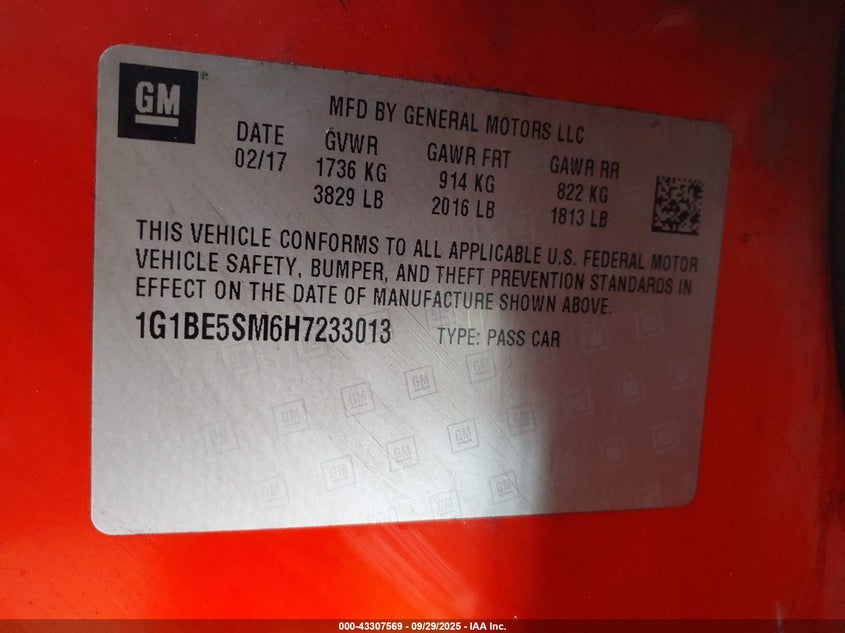 GM
MFD BY GENERAL MOTORS LLC
DATE GVWR GAWR FRT GAWR RR
02/17 1736 KG 914 KG 822 KG
3829 LB 2016 LB 1813 LB
THIS VEHICLE CONFORMS TO ALL APPLICABLE U.S. FEDERAL MOTOR
VEHICLE SAFETY, BUMPER, AND THEFT PREVENTION STANDARDS IN
EFFECT ON THE DATE OF MANUFACTURE SHOWN ABOVE.
1G1BE5SM6H7233013 TYPE: PASS CAR
000-43307569 • 09/29/2025 • IAA Inc.